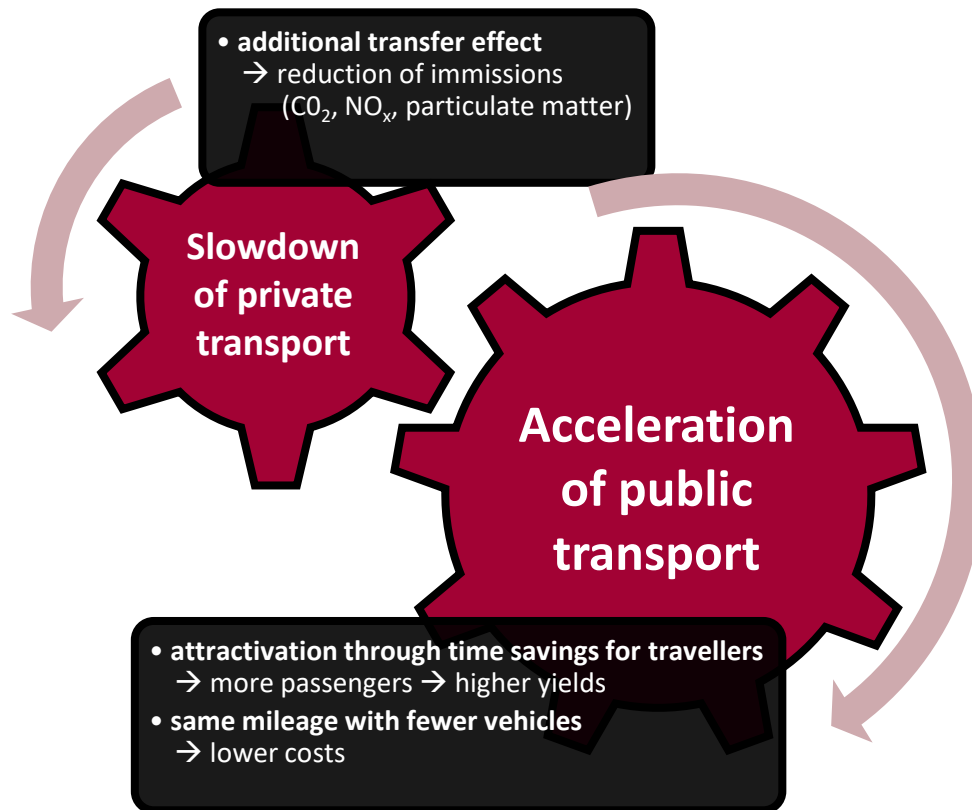 • additional transfer effect
→ reduction of immissions
(C0₂, NOₓ, particulate matter)
Slowdown
of private
transport
Acceleration
of public
transport
• attractivation through time savings for travellers
→ more passengers → higher yields
• same mileage with fewer vehicles
→ lower costs